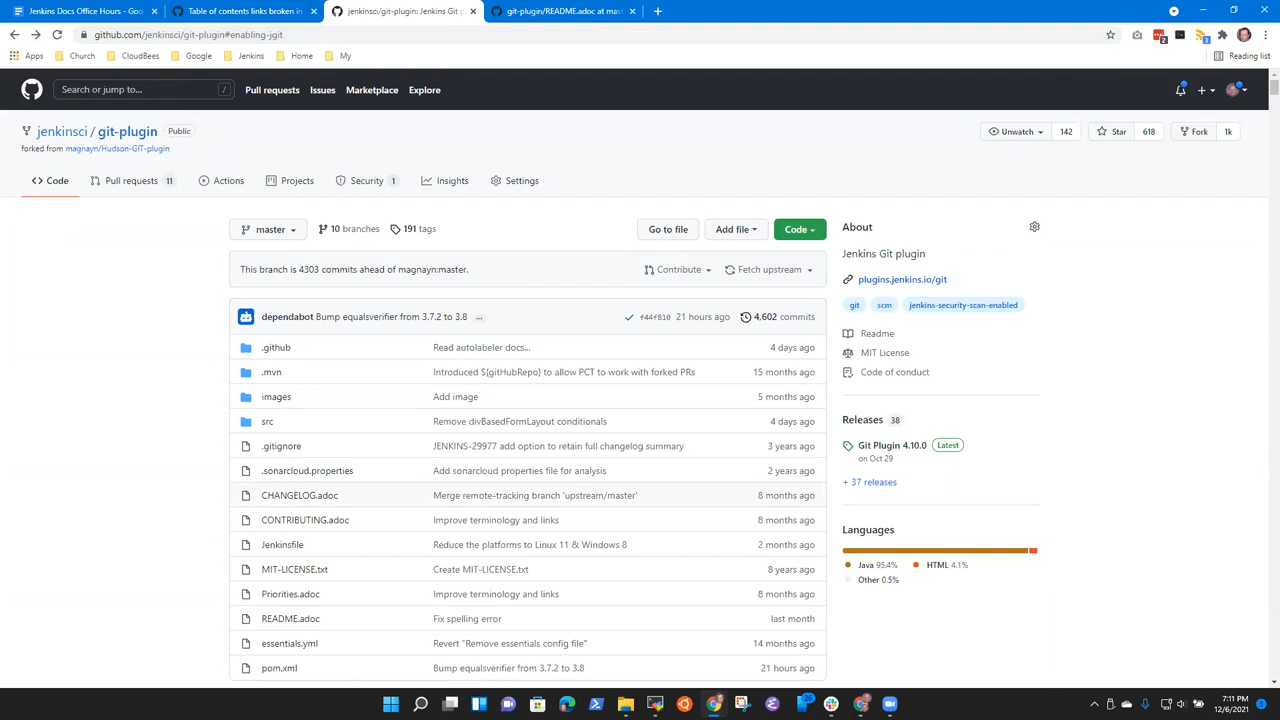 Jenkins Docs Office Hours - Goo
Table of contents links broken in
jenkinsci/git-plugin: Jenkins Git p
git-plugin/README.adoc at mast
github.com/jenkinsci/git-plugin#enabling-jgit
2
3
Apps
Church
CloudBees
Google
Jenkins
Home
My
Reading list
Search or jump to...
/
Pull requests
Issues
Marketplace
Explore
jenkinsci / git-plugin
Public
Unwatch
142
Star
618
Fork
1k
forked from magnayn/Hudson-GIT-plugin
Code
Pull requests 11
Actions
Projects
Security 1
Insights
Settings
master
10 branches
191 tags
Go to file
Add file
Code
This branch is 4303 commits ahead of magnayn:master.
Contribute
Fetch upstream
dependabot Bump equalsverifier from 3.7.2 to 3.8 ...
f44f810 21 hours ago
4,602 commits
.github Read autolabeler docs... 4 days ago
.mvn Introduced ${gitHubRepo} to allow PCT to work with forked PRs 15 months ago
images Add image 5 months ago
src Remove divBasedFormLayout conditionals 4 days ago
.gitignore JENKINS-29977 add option to retain full changelog summary 3 years ago
.sonarcloud.properties Add sonarcloud properties file for analysis 2 years ago
CHANGELOG.adoc Merge remote-tracking branch 'upstream/master' 8 months ago
CONTRIBUTING.adoc Improve terminology and links 8 months ago
Jenkinsfile Reduce the platforms to Linux 11 & Windows 8 2 months ago
MIT-LICENSE.txt Create MIT-LICENSE.txt 8 years ago
Priorities.adoc Improve terminology and links 8 months ago
README.adoc Fix spelling error last month
essentials.yml Revert "Remove essentials config file" 14 months ago
pom.xml Bump equalsverifier from 3.7.2 to 3.8 21 hours ago
About
Jenkins Git plugin
plugins.jenkins.io/git
git
scm
jenkins-security-scan-enabled
Readme
MIT License
Code of conduct
Releases 38
Git Plugin 4.10.0 Latest
on Oct 29
+ 37 releases
Languages
Java 95.4%
HTML 4.1%
Other 0.5%
7:11 PM
12/6/2021